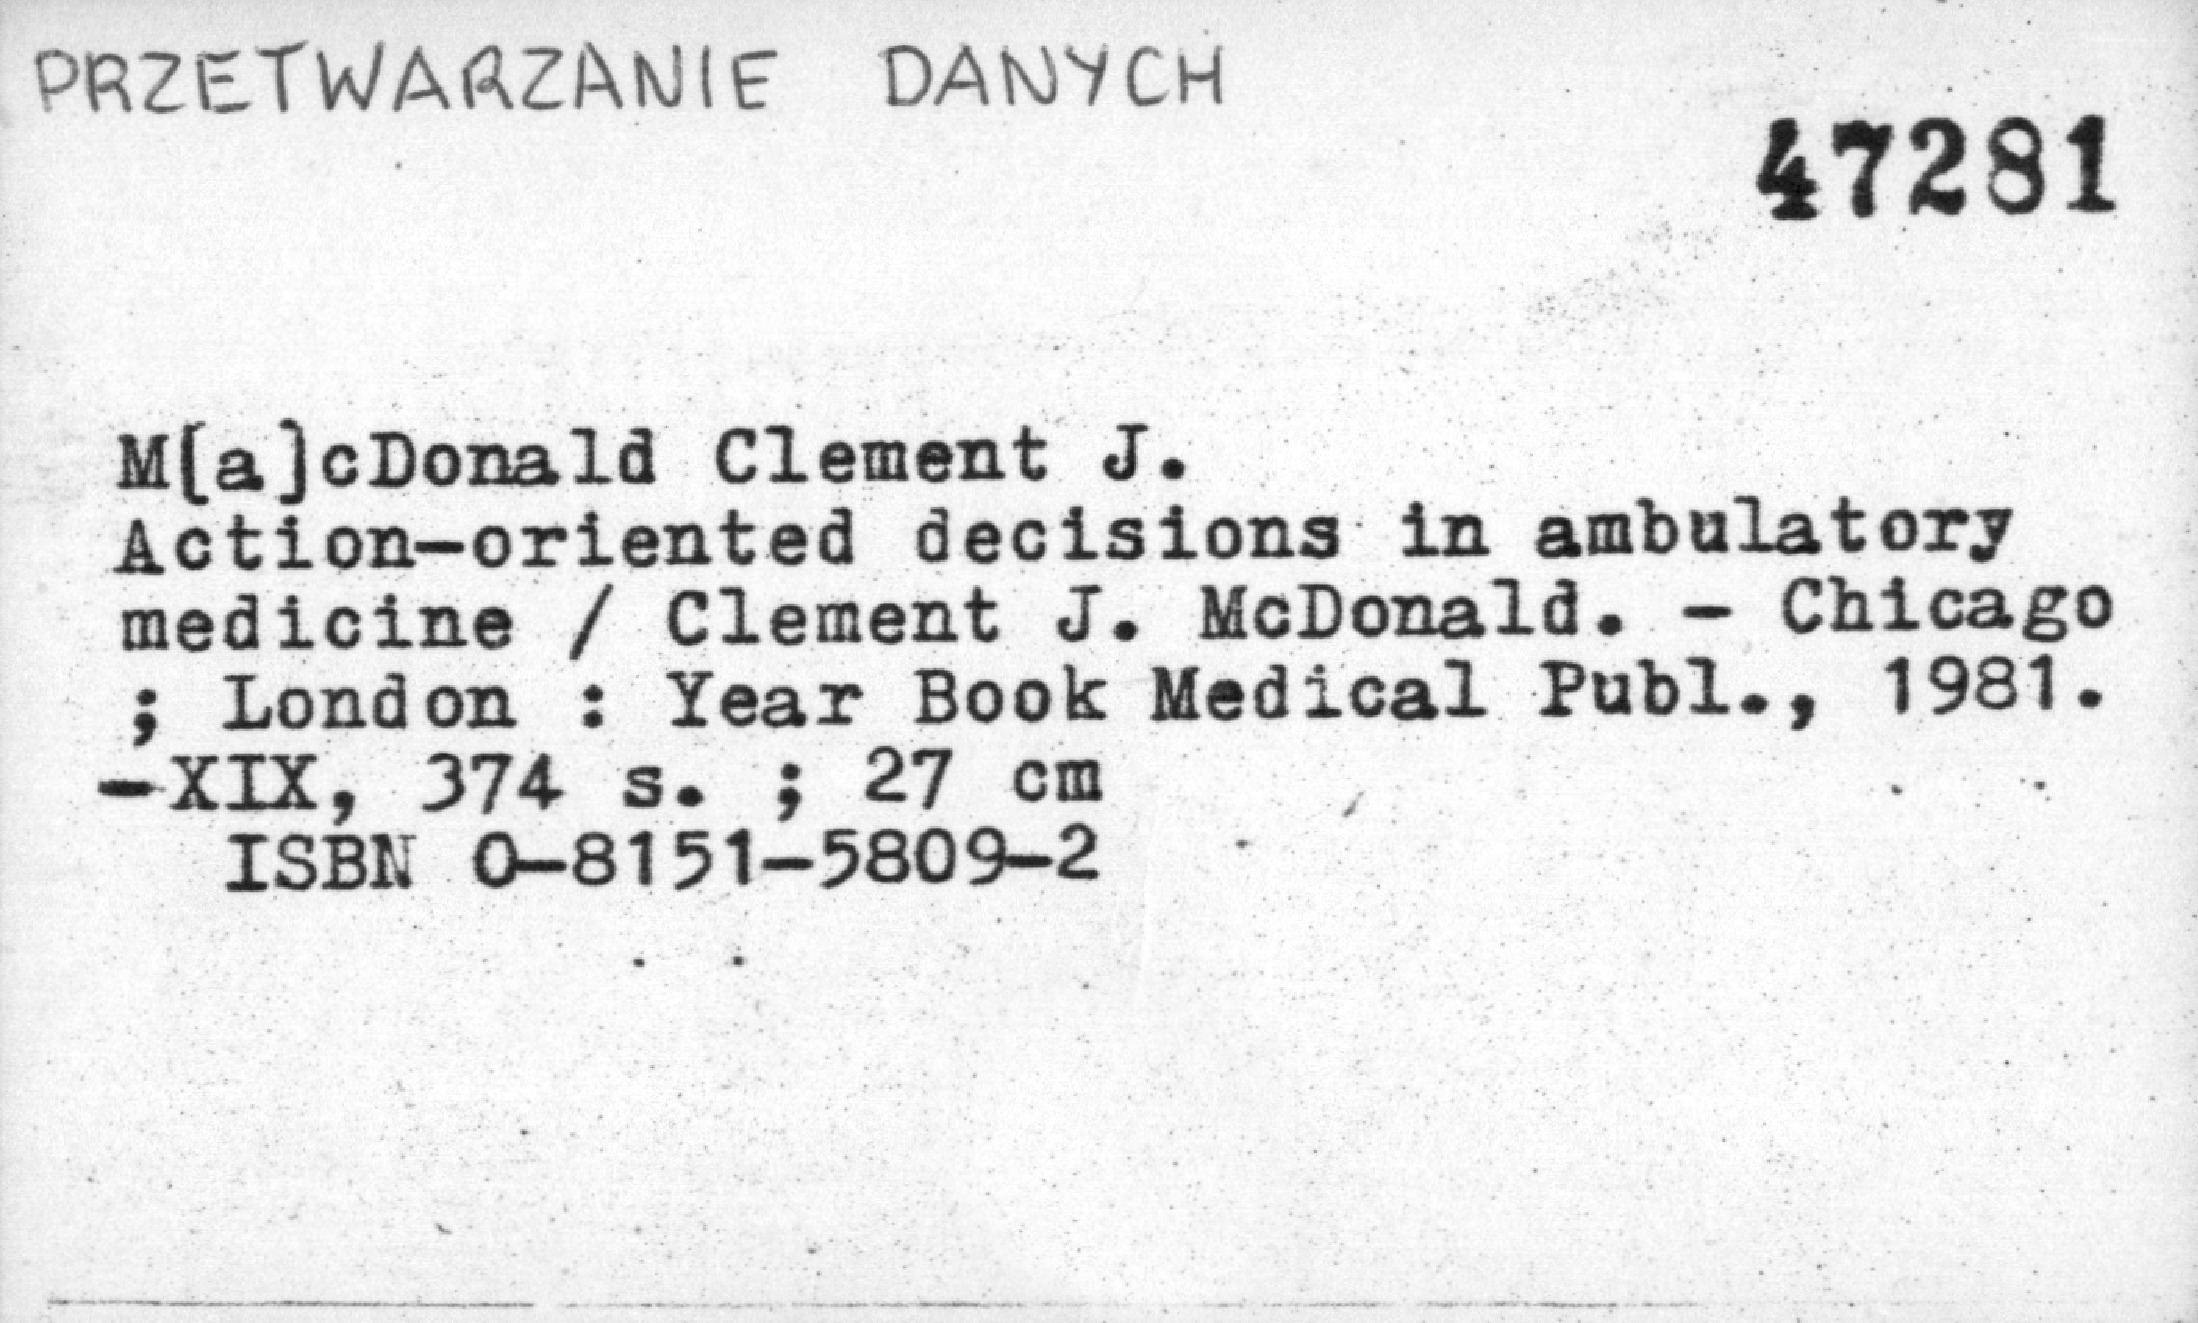 PRZETWARZANIE DANYCH
47281
M[a]cDonald Clement J.
Action-oriented decisions in ambulatory
medicine / Clement J. McDonald. - Chicago
; London : Year Book Medical Publ., 1981.
-XIX, 374 s. ; 27 cm
ISBN 0-8151-5809-2